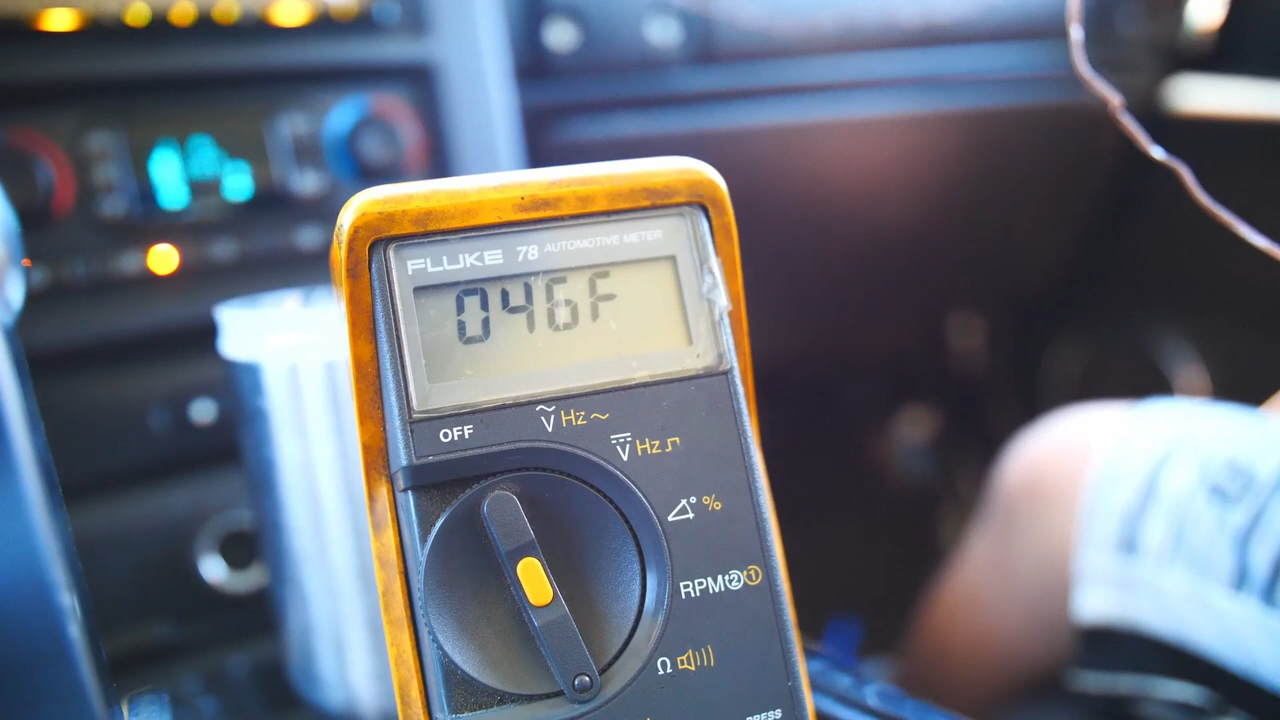 FLUKE 78 AUTOMOTIVE METER
046F
OFF
Ṽ Hz ~
V Hz
%
RPM 2 1
Ω
PRESS